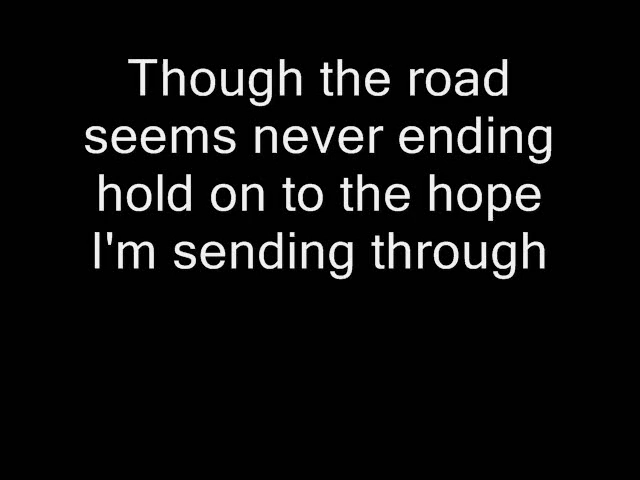 Though the road
seems never ending
hold on to the hope
I'm sending through